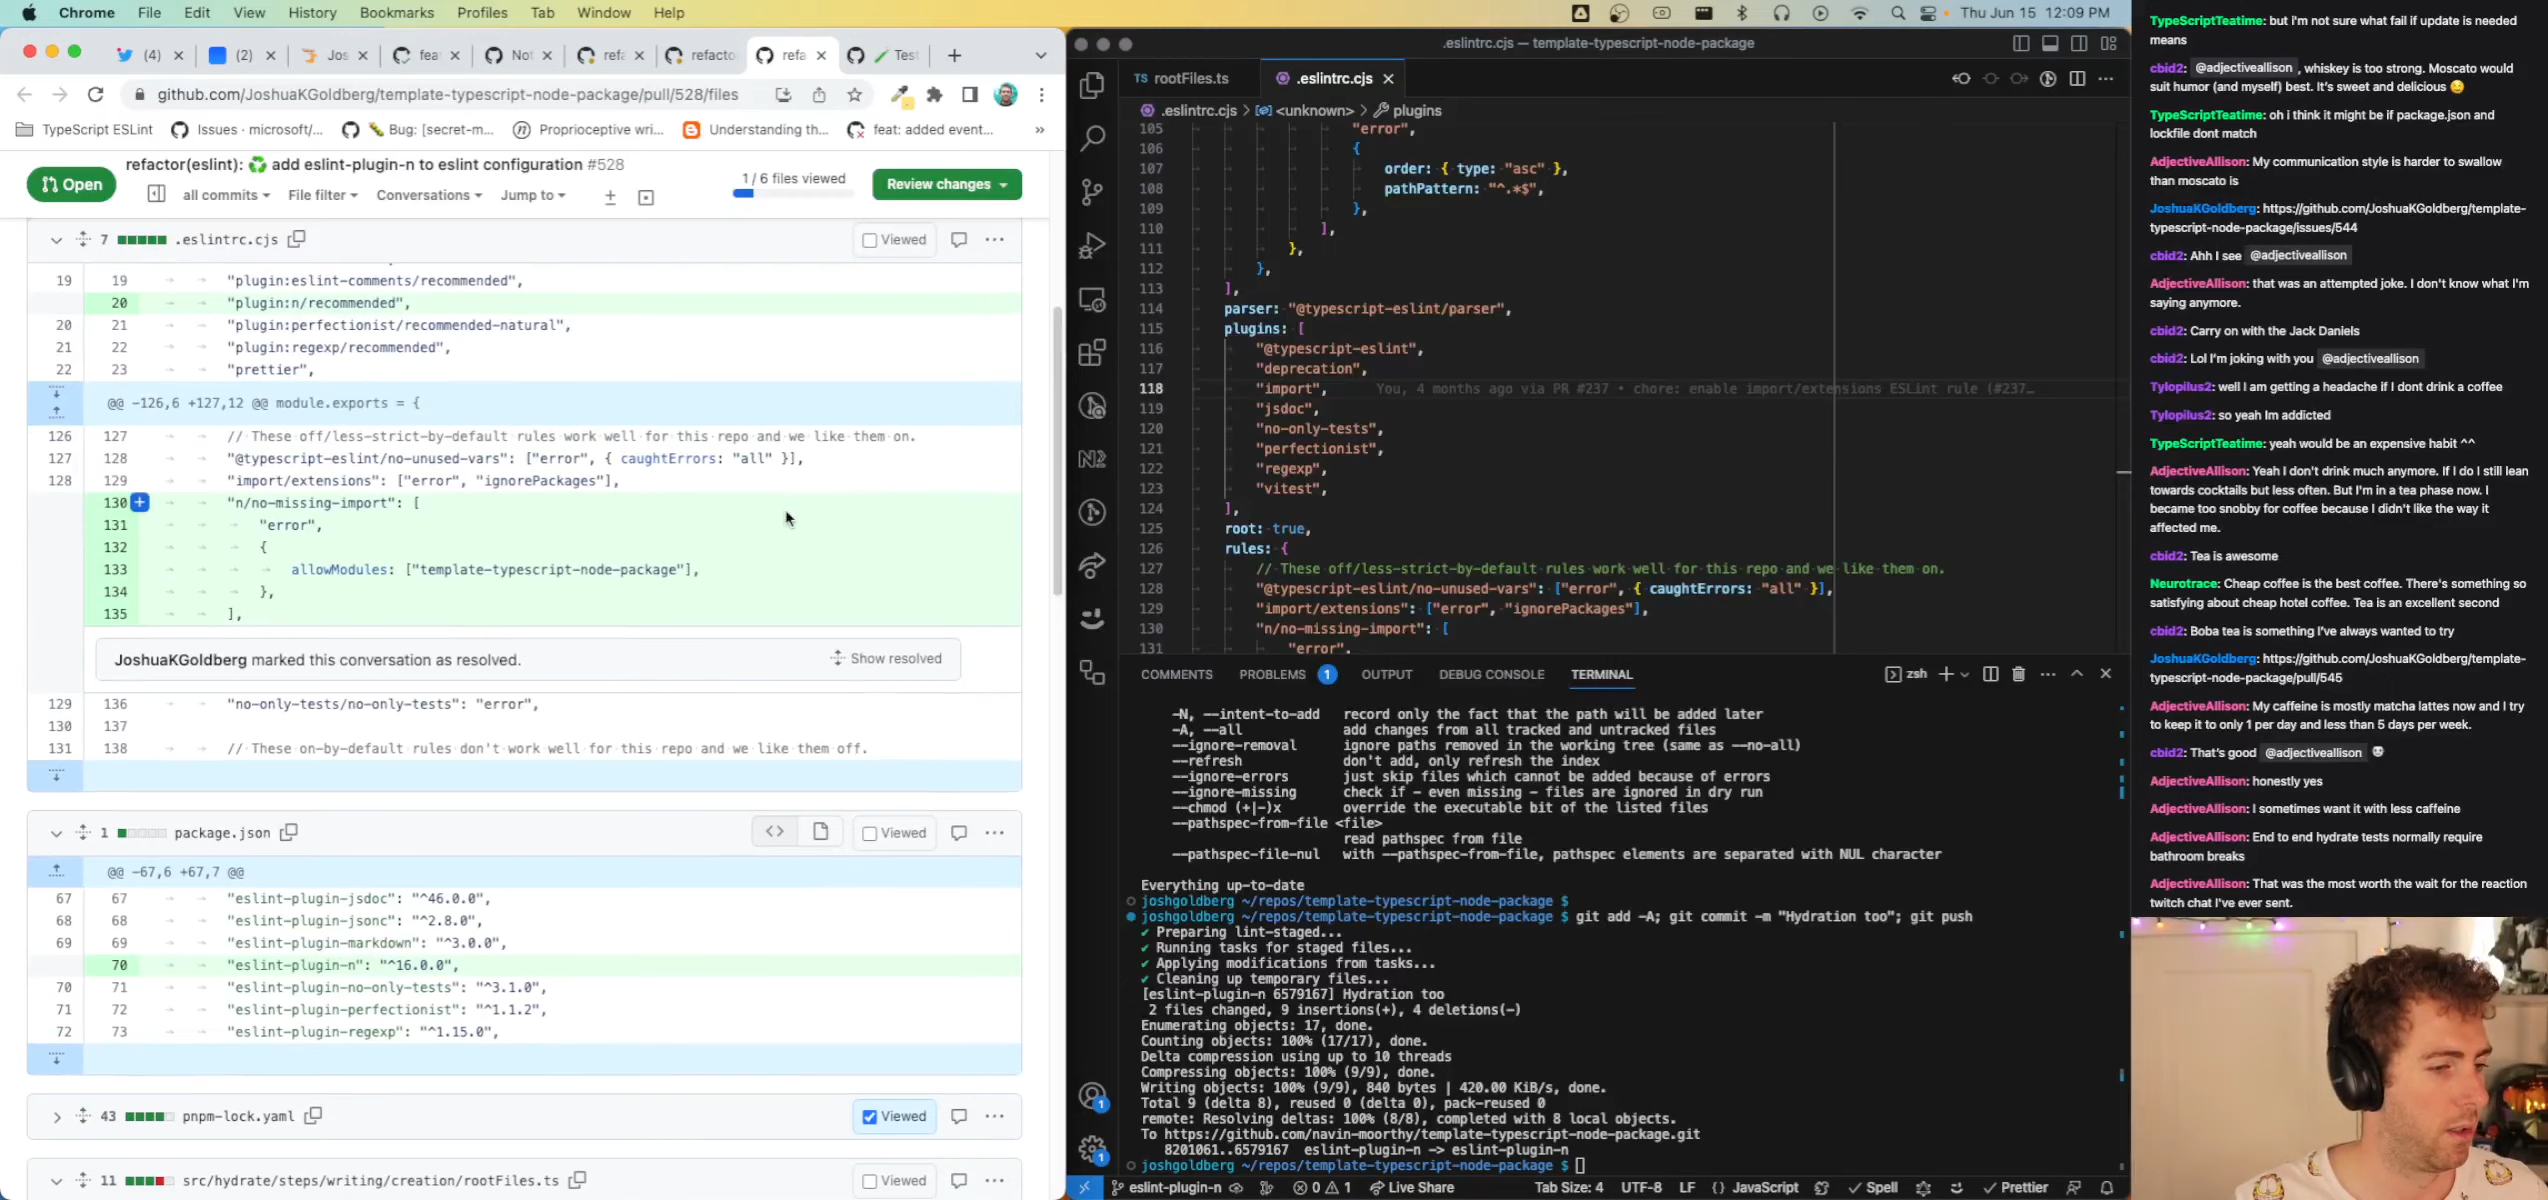 Chrome File Edit View History Bookmarks Profiles Tab Window Help
Thu Jun 15 12:09 PM
(4)
(2)
Jos
fea
Not
refa
refacto
refa
Test
github.com/JoshuaKGoldberg/template-typescript-node-package/pull/528/files
TypeScript ESLint
Issues · microsoft/...
Bug: [secret-m...
Proprioceptive wri...
Understanding th...
feat: added event...
»
Open
refactor(eslint): ♻️ add eslint-plugin-n to eslint configuration #528
all commits File filter Conversations Jump to
1 / 6 files viewed
Review changes
7 .eslintrc.cjs
Viewed
19 19 "plugin:eslint-comments/recommended",
20 "plugin:n/recommended",
20 21 "plugin:perfectionist/recommended-natural",
21 22 "plugin:regexp/recommended",
22 23 "prettier",
@@ -126,6 +127,12 @@ module.exports = {
126 127 // These off/less-strict-by-default rules work well for this repo and we like them on.
127 128 "@typescript-eslint/no-unused-vars": ["error", { caughtErrors: "all" }],
128 129 "import/extensions": ["error", "ignorePackages"],
130 "n/no-missing-import": [
131 "error",
132 {
133 allowModules: ["template-typescript-node-package"],
134 },
135 ],
JoshuaKGoldberg marked this conversation as resolved.
Show resolved
129 136 "no-only-tests/no-only-tests": "error",
130 137
131 138 // These on-by-default rules don't work well for this repo and we like them off.
1 package.json
Viewed
@@ -67,6 +67,7 @@
67 67 "eslint-plugin-jsdoc": "^46.0.0",
68 68 "eslint-plugin-jsonc": "^2.8.0",
69 69 "eslint-plugin-markdown": "^3.0.0",
70 "eslint-plugin-n": "^16.0.0",
70 71 "eslint-plugin-no-only-tests": "^3.1.0",
71 72 "eslint-plugin-perfectionist": "^1.1.2",
72 73 "eslint-plugin-regexp": "^1.15.0",
43 pnpm-lock.yaml
Viewed
11 src/hydrate/steps/writing/creation/rootFiles.ts
Viewed
.eslintrc.cjs — template-typescript-node-package
TS rootFiles.ts
.eslintrc.cjs
.eslintrc.cjs > <unknown> > plugins
105 "error",
106 {
107 order: { type: "asc" },
108 pathPattern: "^.*$",
109 },
110 ],
111 },
112 },
113 ],
114 parser: "@typescript-eslint/parser",
115 plugins: [
116 "@typescript-eslint",
117 "deprecation",
118 "import", You, 4 months ago via PR #237 • chore: enable import/extensions ESLint rule (#237…
119 "jsdoc",
120 "no-only-tests",
121 "perfectionist",
122 "regexp",
123 "vitest",
124 ],
125 root: true,
126 rules: {
127 // These off/less-strict-by-default rules work well for this repo and we like them on.
128 "@typescript-eslint/no-unused-vars": ["error", { caughtErrors: "all" }],
129 "import/extensions": ["error", "ignorePackages"],
130 "n/no-missing-import": [
131 "error",
COMMENTS PROBLEMS 1 OUTPUT DEBUG CONSOLE TERMINAL
zsh
-N, --intent-to-add record only the fact that the path will be added later
-A, --all add changes from all tracked and untracked files
--ignore-removal ignore paths removed in the working tree (same as --no-all)
--refresh don't add, only refresh the index
--ignore-errors just skip files which cannot be added because of errors
--ignore-missing check if - even missing - files are ignored in dry run
--chmod (+|-)x override the executable bit of the listed files
--pathspec-from-file <file>
read pathspec from file
--pathspec-file-nul with --pathspec-from-file, pathspec elements are separated with NUL character
Everything up-to-date
joshgoldberg ~/repos/template-typescript-node-package $
joshgoldberg ~/repos/template-typescript-node-package $ git add -A; git commit -m "Hydration too"; git push
✔ Preparing lint-staged...
✔ Running tasks for staged files...
✔ Applying modifications from tasks...
✔ Cleaning up temporary files...
[eslint-plugin-n 6579167] Hydration too
2 files changed, 9 insertions(+), 4 deletions(-)
Enumerating objects: 17, done.
Counting objects: 100% (17/17), done.
Delta compression using up to 10 threads
Compressing objects: 100% (9/9), done.
Writing objects: 100% (9/9), 840 bytes | 420.00 KiB/s, done.
Total 9 (delta 8), reused 0 (delta 0), pack-reused 0
remote: Resolving deltas: 100% (8/8), completed with 8 local objects.
To https://github.com/navin-moorthy/template-typescript-node-package.git
8201061..6579167 eslint-plugin-n -> eslint-plugin-n
joshgoldberg ~/repos/template-typescript-node-package $
1
1
eslint-plugin-n 0 1 Live Share Tab Size: 4 UTF-8 LF {} JavaScript Spell Prettier
TypeScriptTeatime: but i'm not sure what fail if update is needed
means
cbid2: @adjectiveallison , whiskey is too strong. Moscato would
suit humor (and myself) best. It's sweet and delicious 😋
TypeScriptTeatime: oh i think it might be if package.json and
lockfile dont match
AdjectiveAllison: My communication style is harder to swallow
than moscato is
JoshuaKGoldberg: https://github.com/JoshuaKGoldberg/template-
typescript-node-package/issues/544
cbid2: Ahh I see @adjectiveallison
AdjectiveAllison: that was an attempted joke. I don't know what I'm
saying anymore.
cbid2: Carry on with the Jack Daniels
cbid2: Lol I'm joking with you @adjectiveallison
Tylopilus2: well I am getting a headache if I dont drink a coffee
Tylopilus2: so yeah Im addicted
TypeScriptTeatime: yeah would be an expensive habit ^^
AdjectiveAllison: Yeah I don't drink much anymore. If I do I still lean
towards cocktails but less often. But I'm in a tea phase now. I
became too snobby for coffee because I didn't like the way it
affected me.
cbid2: Tea is awesome
Neurotrace: Cheap coffee is the best coffee. There's something so
satisfying about cheap hotel coffee. Tea is an excellent second
cbid2: Boba tea is something I've always wanted to try
JoshuaKGoldberg: https://github.com/JoshuaKGoldberg/template-
typescript-node-package/pull/545
AdjectiveAllison: My caffeine is mostly matcha lattes now and I try
to keep it to only 1 per day and less than 5 days per week.
cbid2: That's good @adjectiveallison
AdjectiveAllison: honestly yes
AdjectiveAllison: I sometimes want it with less caffeine
AdjectiveAllison: End to end hydrate tests normally require
bathroom breaks
AdjectiveAllison: That was the most worth the wait for the reaction
twitch chat I've ever sent.